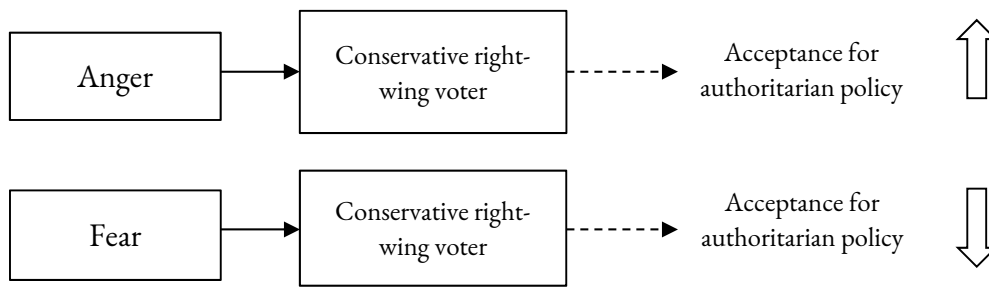 Anger
Conservative right-
wing voter
Acceptance for
authoritarian policy
Fear
Conservative right-
wing voter
Acceptance for
authoritarian policy